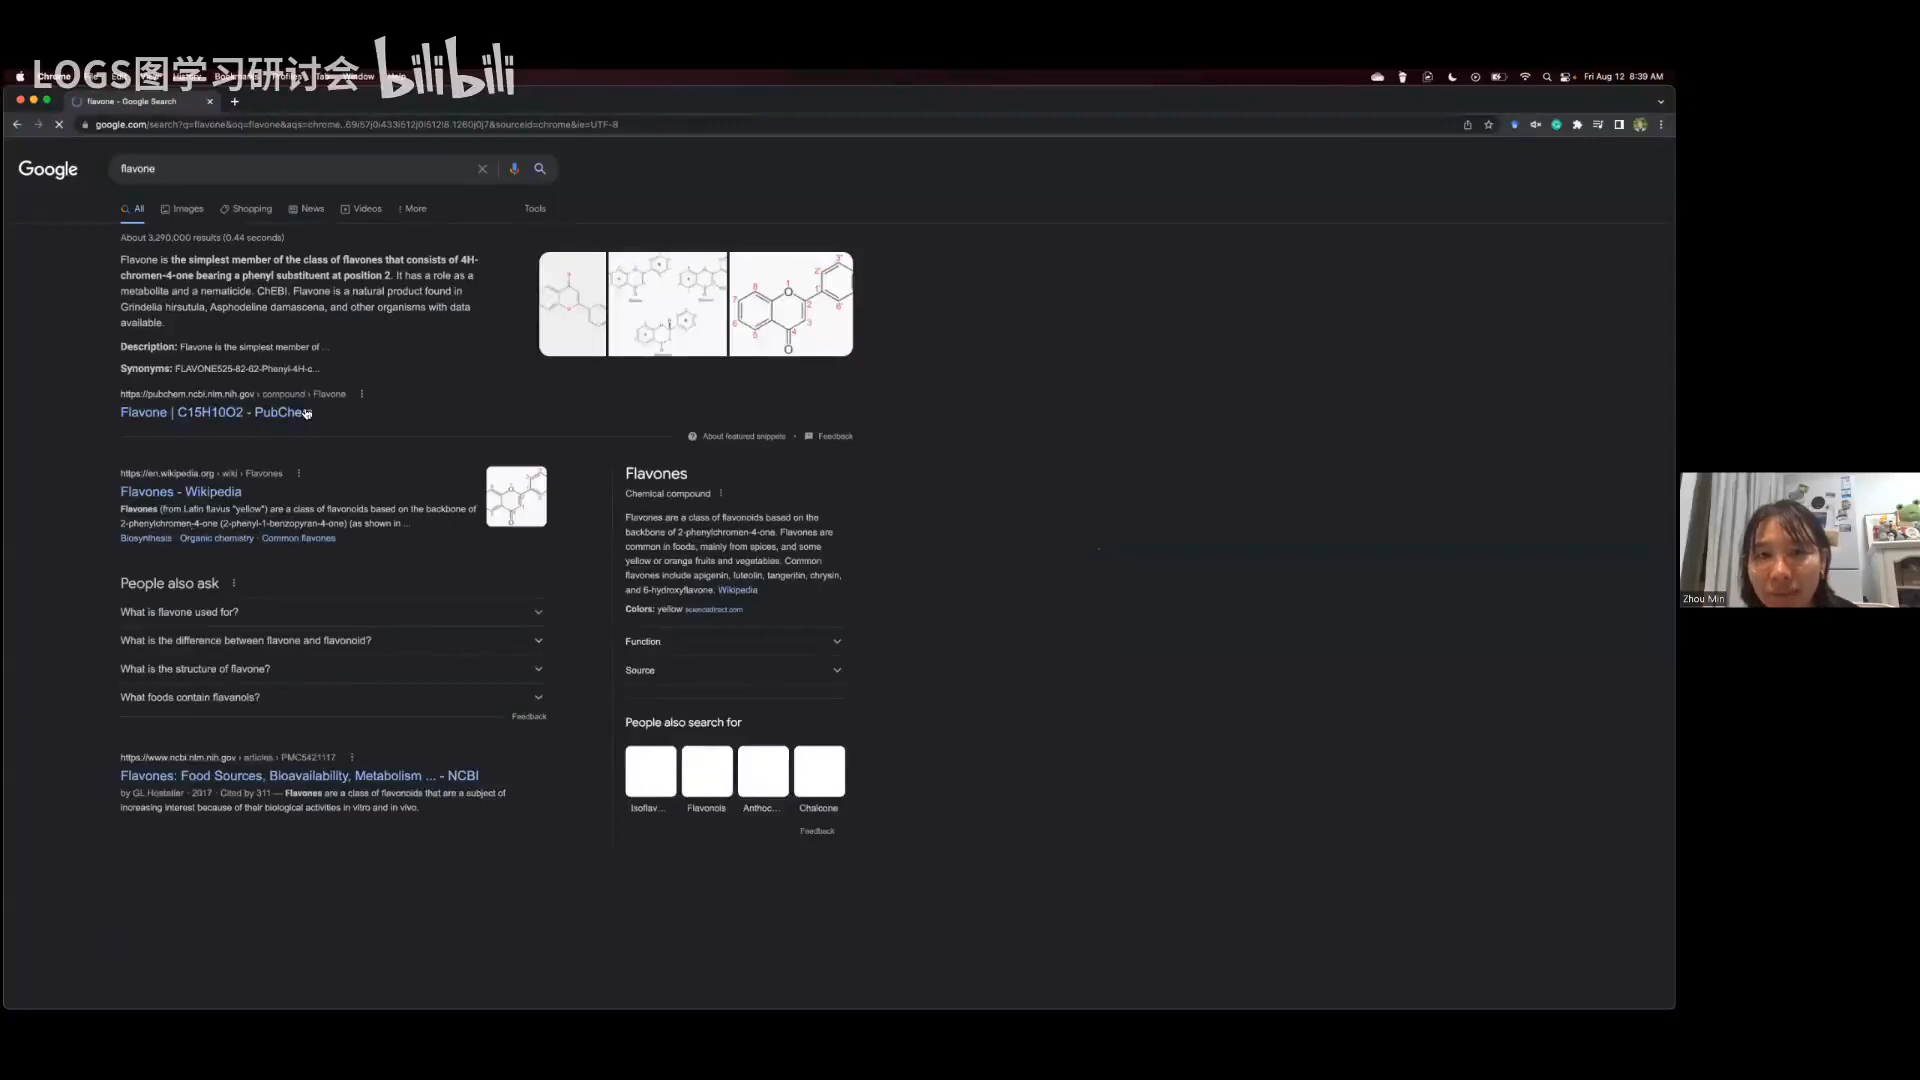 LOGS图学习研讨会 bilibili
Chrome File Edit View History Bookmarks Profiles Tab Window Help
Fri Aug 12 8:39 AM
flavone - Google Search
google.com/search?q=flavone&oq=flavone&aqs=chrome..69i57j0i433i512j0i512l8.1260j0j7&sourceid=chrome&ie=UTF-8
Google
flavone
All Images Shopping News Videos More Tools
About 3,290,000 results (0.44 seconds)
Flavone is the simplest member of the class of flavones that consists of 4H-
chromen-4-one bearing a phenyl substituent at position 2. It has a role as a
metabolite and a nematicide. ChEBI. Flavone is a natural product found in
Grindelia hirsutula, Asphodeline damascena, and other organisms with data
available.
Description: Flavone is the simplest member of ...
Synonyms: FLAVONE525-82-62-Phenyl-4H-c...
https://pubchem.ncbi.nlm.nih.gov › compound › Flavone
Flavone | C15H10O2 - PubChem
About featured snippets • Feedback
https://en.wikipedia.org › wiki › Flavones
Flavones - Wikipedia
Flavones (from Latin flavus "yellow") are a class of flavonoids based on the backbone of
2-phenylchromen-4-one (2-phenyl-1-benzopyran-4-one) (as shown in ...
Biosynthesis · Organic chemistry · Common flavones
People also ask
What is flavone used for?
What is the difference between flavone and flavonoid?
What is the structure of flavone?
What foods contain flavanols?
Feedback
https://www.ncbi.nlm.nih.gov › articles › PMC5421117
Flavones: Food Sources, Bioavailability, Metabolism ... - NCBI
by GL Hostetler · 2017 · Cited by 311 — Flavones are a class of flavonoids that are a subject of
increasing interest because of their biological activities in vitro and in vivo.
Flavones
Chemical compound
Flavones are a class of flavonoids based on the
backbone of 2-phenylchromen-4-one. Flavones are
common in foods, mainly from spices, and some
yellow or orange fruits and vegetables. Common
flavones include apigenin, luteolin, tangeritin, chrysin,
and 6-hydroxyflavone. Wikipedia
Colors: yellow sciencedirect.com
Function
Source
People also search for
Isoflav... Flavonols Anthoc... Chalcone
Feedback
Zhou Min